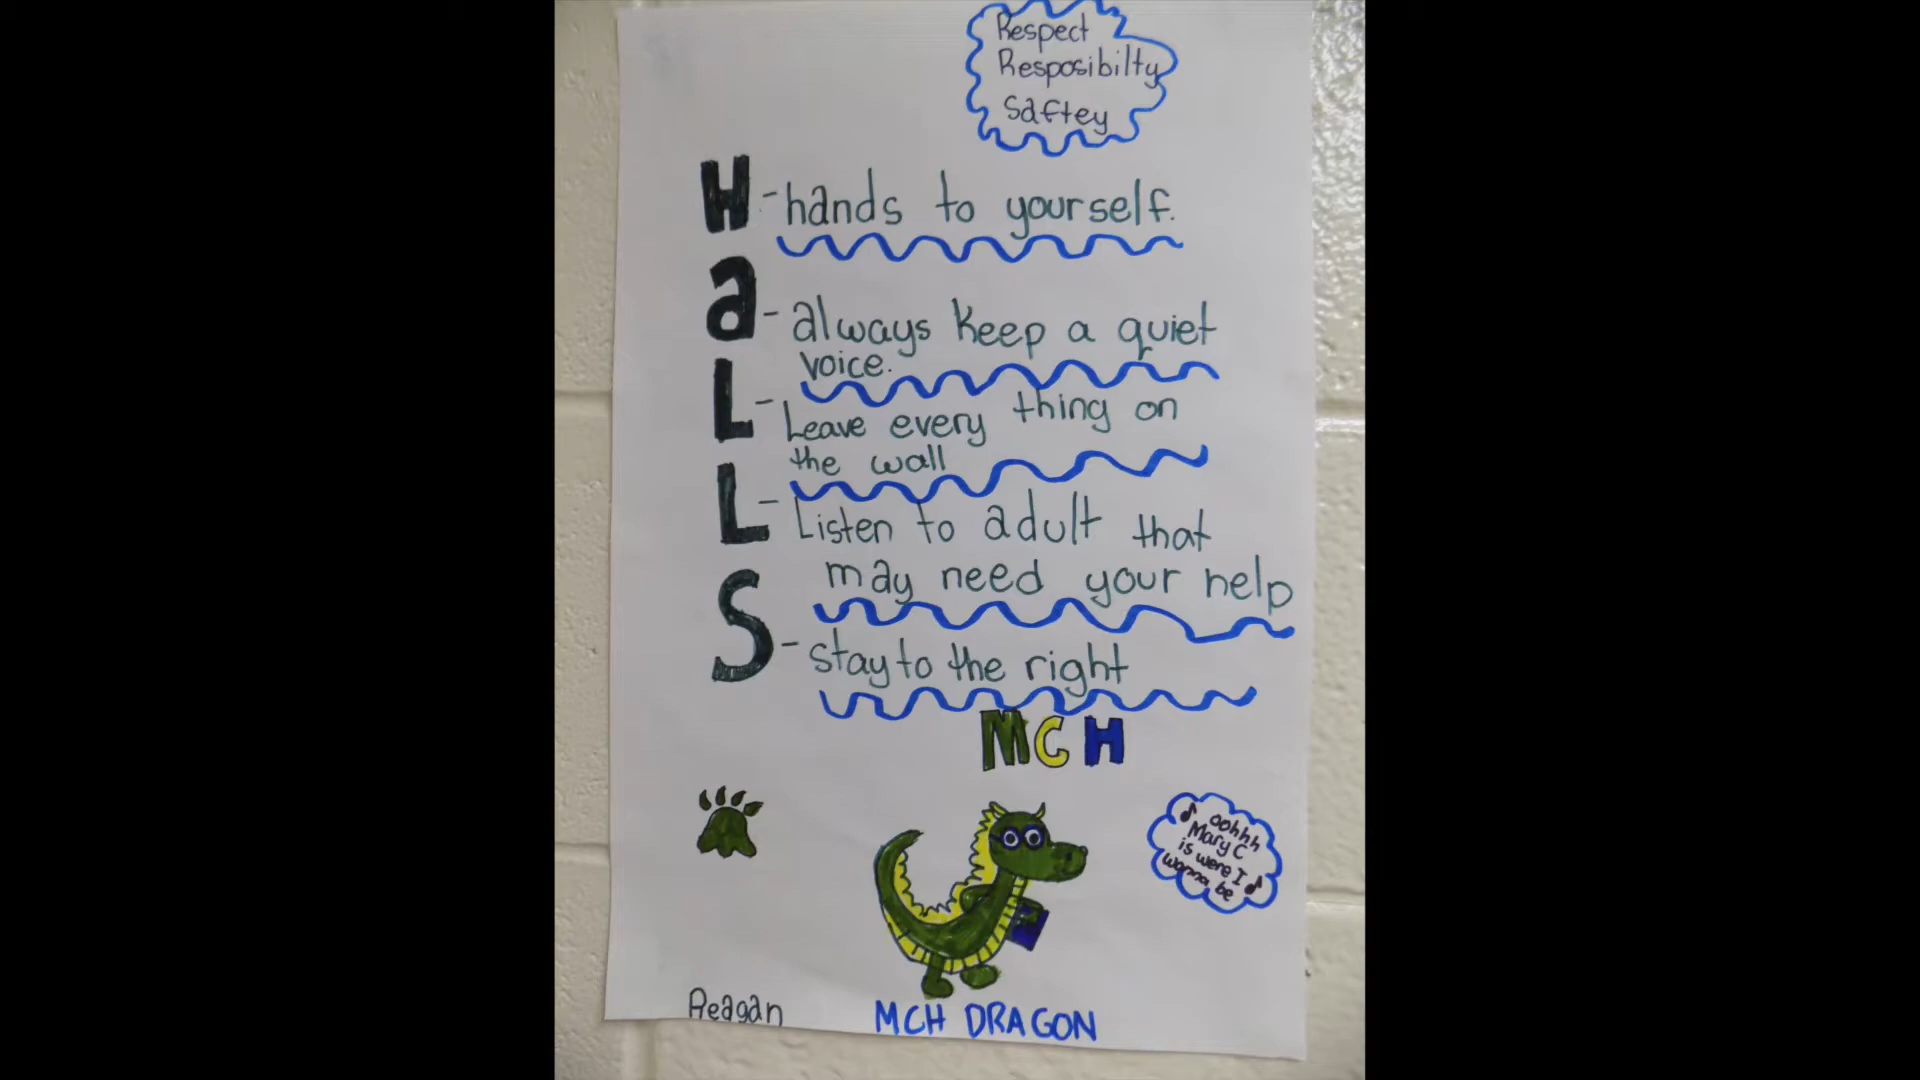 Respect
Resposibilty
Saftey
H - hands to yourself.
a - always keep a quiet
voice.
L - Leave every thing on
the wall
L - Listen to adult that
may need your help
S - stay to the right
MCH
♪ oohhh
Mary C
is were I
wanna be ♪
Reagan
MCH DRAGON